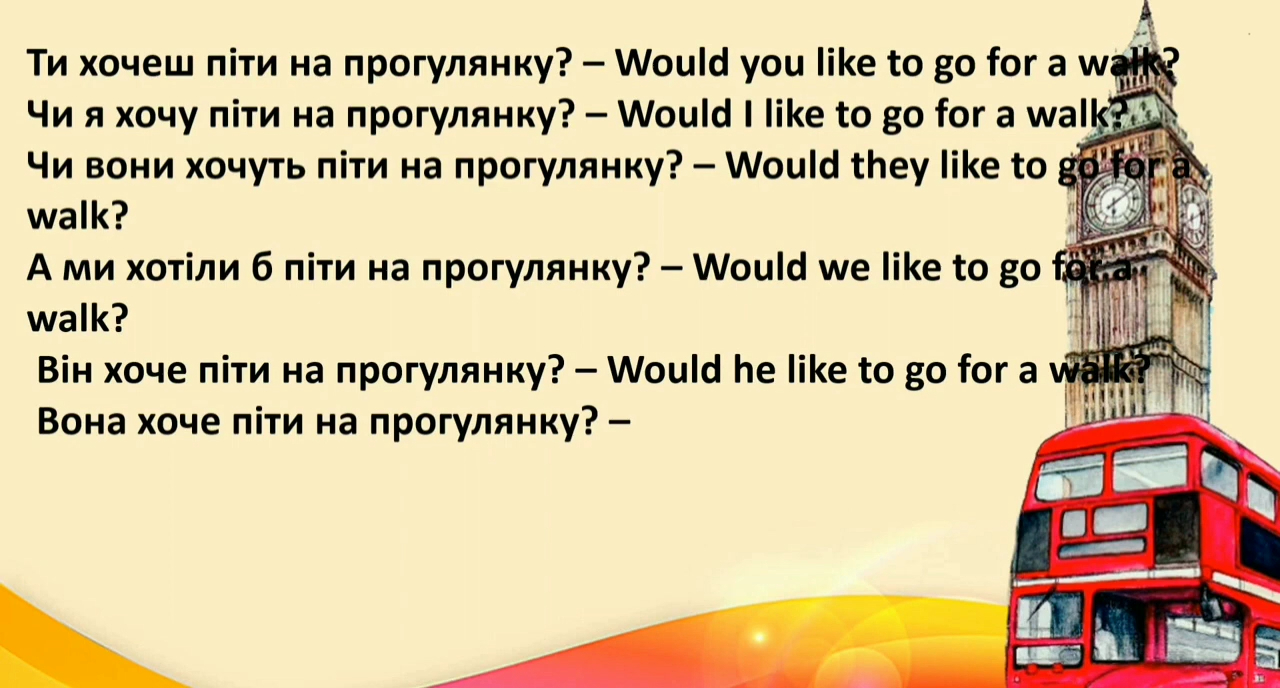 Ти хочеш піти на прогулянку? – Would you like to go for a walk?
Чи я хочу піти на прогулянку? – Would I like to go for a walk?
Чи вони хочуть піти на прогулянку? – Would they like to go for a
walk?
А ми хотіли б піти на прогулянку? – Would we like to go for a
walk?
Він хоче піти на прогулянку? – Would he like to go for a walk?
Вона хоче піти на прогулянку? –